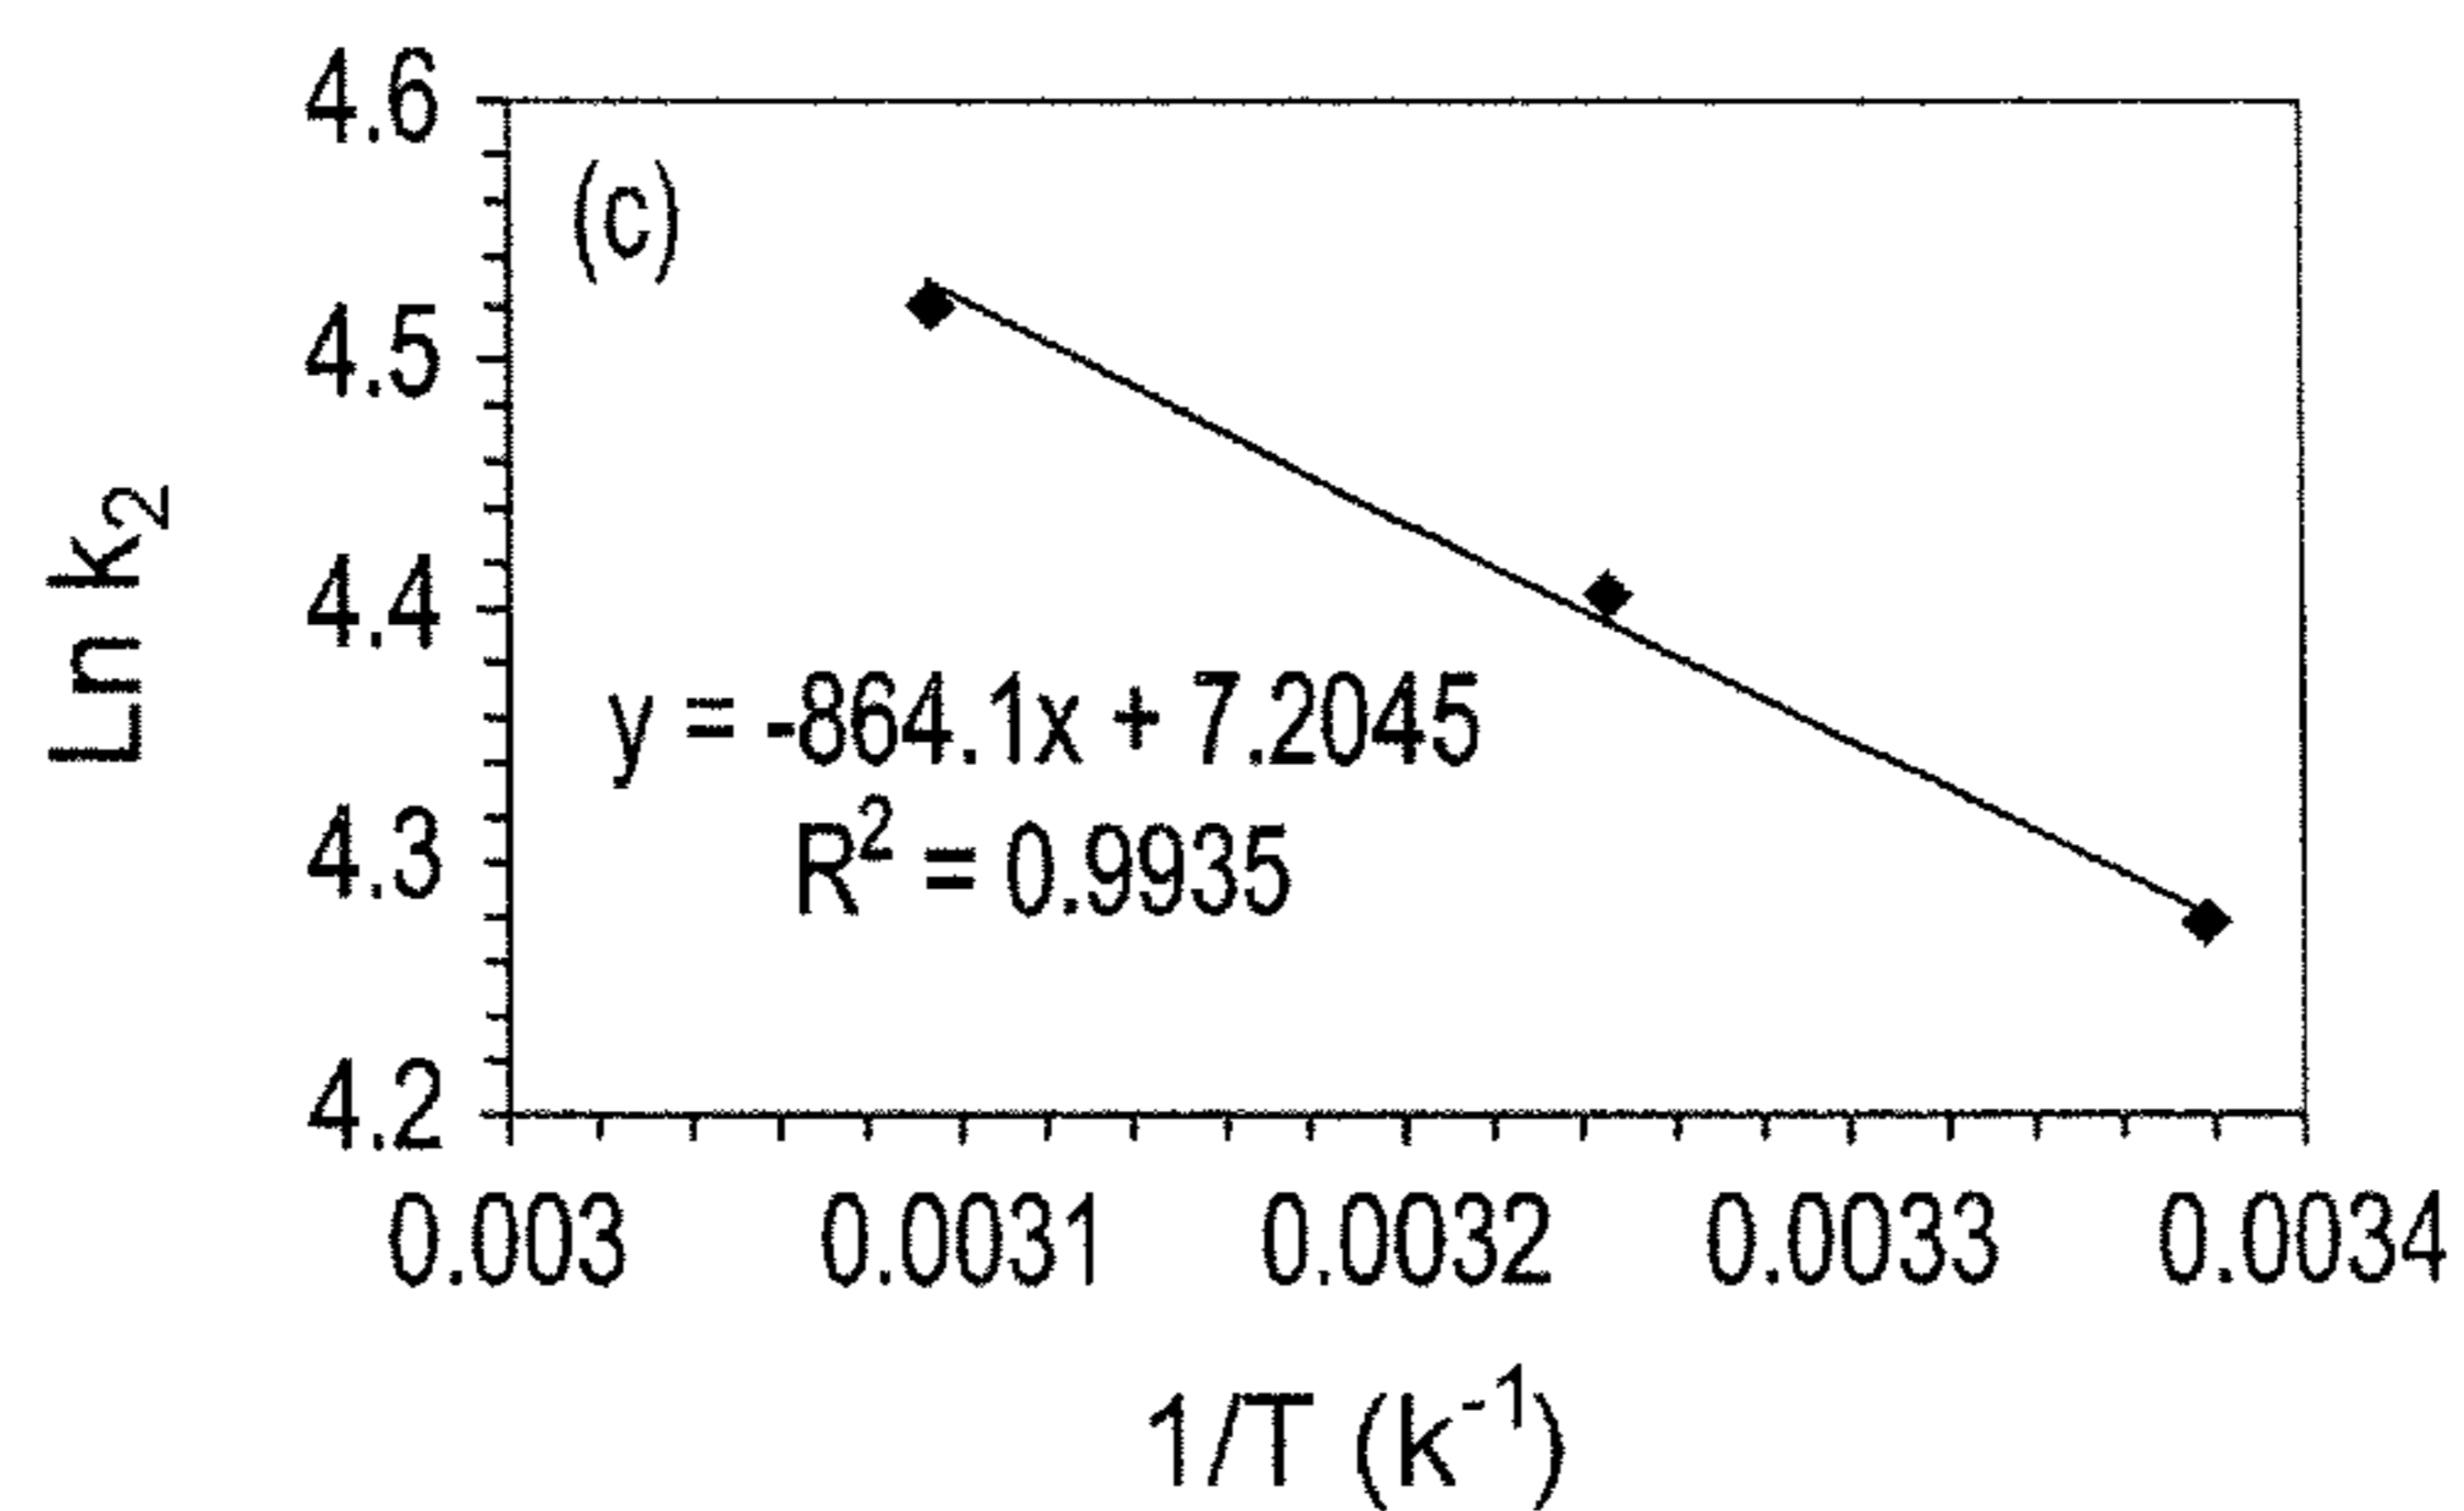 4.6
(c)
4.5
4.4
4.3
4.2
Ln k₂
y = -864.1x + 7.2045
R² = 0.9935
0.003 0.0031 0.0032 0.0033 0.0034
1/T (k⁻¹)